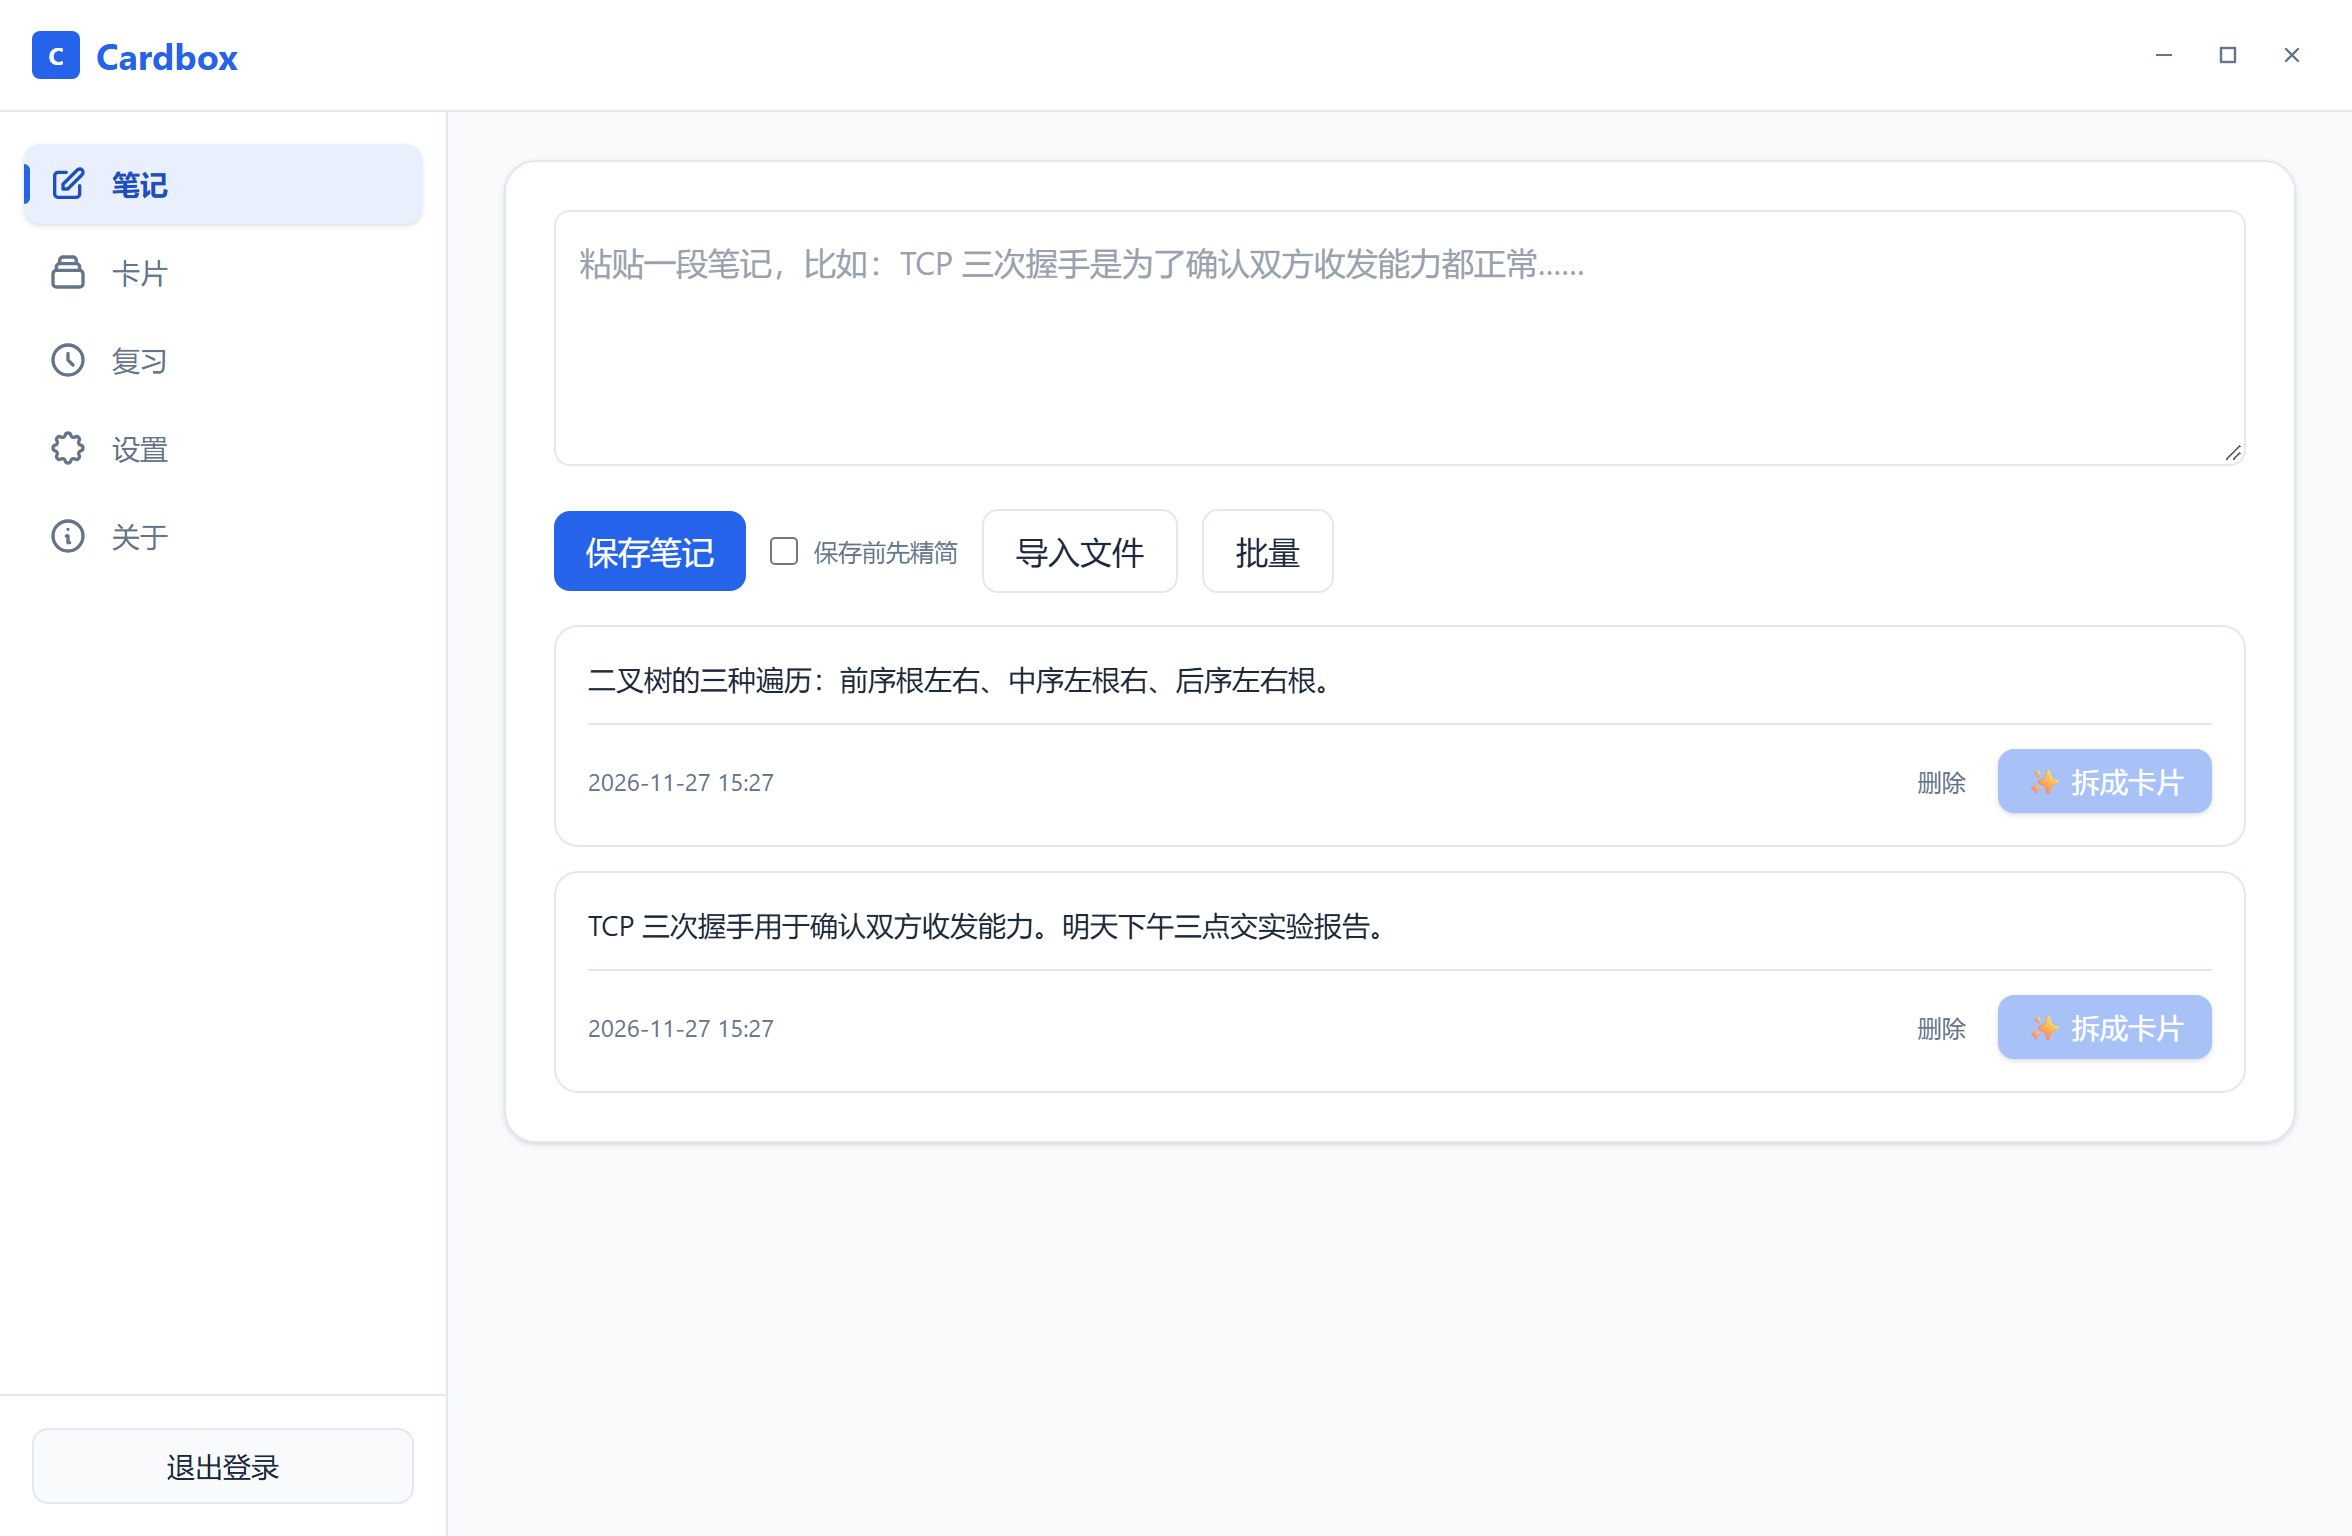 C Cardbox
笔记
卡片
复习
设置
关于
退出登录
粘贴一段笔记，比如：TCP 三次握手是为了确认双方收发能力都正常……
保存笔记 保存前先精简 导入文件 批量
二叉树的三种遍历：前序根左右、中序左根右、后序左右根。
2026-11-27 15:27 删除 ✨ 拆成卡片
TCP 三次握手用于确认双方收发能力。明天下午三点交实验报告。
2026-11-27 15:27 删除 ✨ 拆成卡片